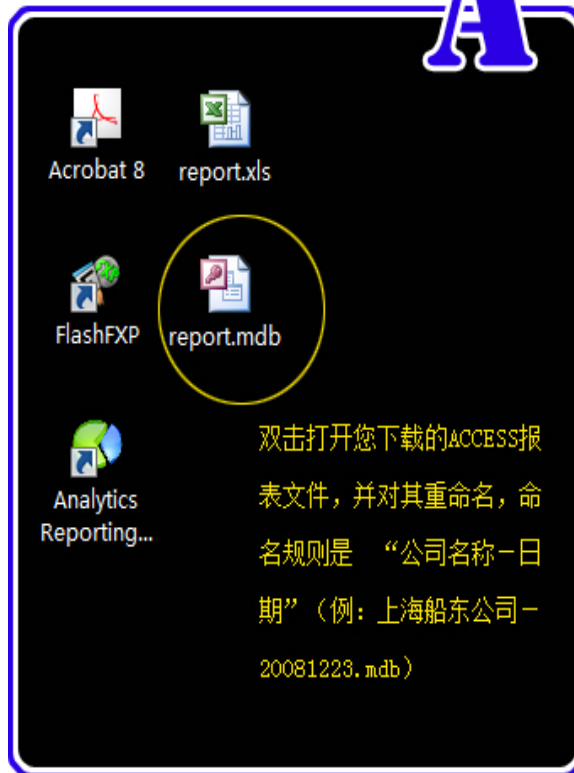 A
Acrobat 8
report.xls
FlashFXP
report.mdb
Analytics
Reporting...
双击打开您下载的ACCESS报
表文件，并对其重命名，命
名规则是 “公司名称－日
期”（例：上海船东公司－
20081223.mdb）